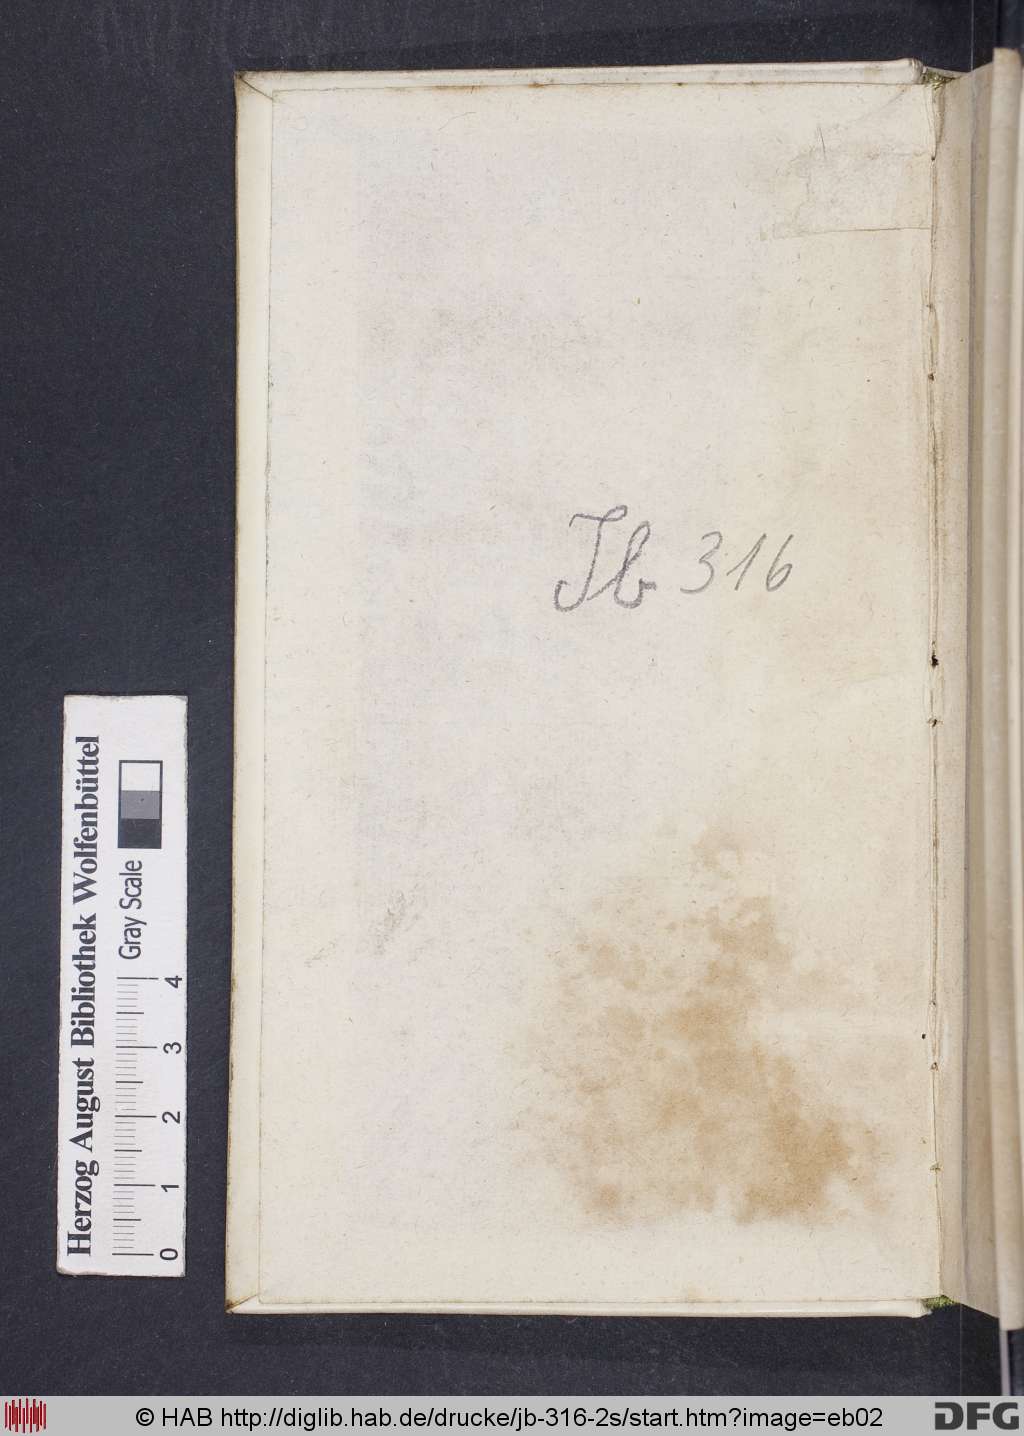 Jb 316
Herzog August Bibliothek Wolfenbüttel
Gray Scale
0 1 2 3 4
© HAB http://diglib.hab.de/drucke/jb-316-2s/start.htm?image=eb02
DFG